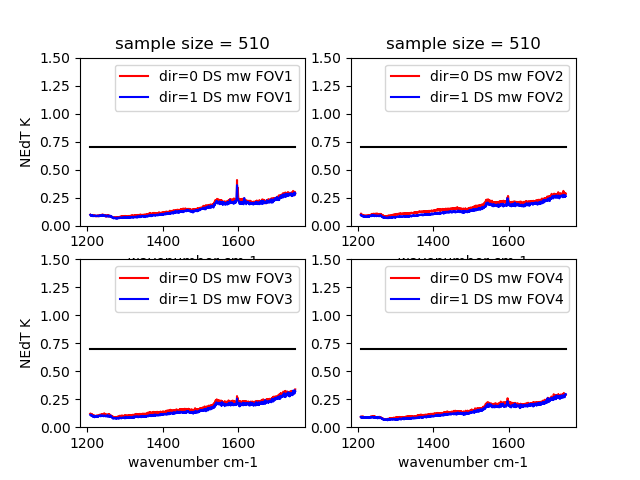 sample size = 510
sample size = 510
1.50
1.25
1.00
0.75
0.50
0.25
0.00
NEdT K
dir=0 DS mw FOV1
dir=1 DS mw FOV1
1200
1400
1600
wavenumber cm-1
dir=0 DS mw FOV2
dir=1 DS mw FOV2
1.50
1.25
1.00
0.75
0.50
0.25
0.00
1200
1400
1600
wavenumber cm-1
1.50
1.25
1.00
0.75
0.50
0.25
0.00
NEdT K
dir=0 DS mw FOV3
dir=1 DS mw FOV3
1200
1400
1600
wavenumber cm-1
1.50
1.25
1.00
0.75
0.50
0.25
0.00
dir=0 DS mw FOV4
dir=1 DS mw FOV4
1200
1400
1600
wavenumber cm-1